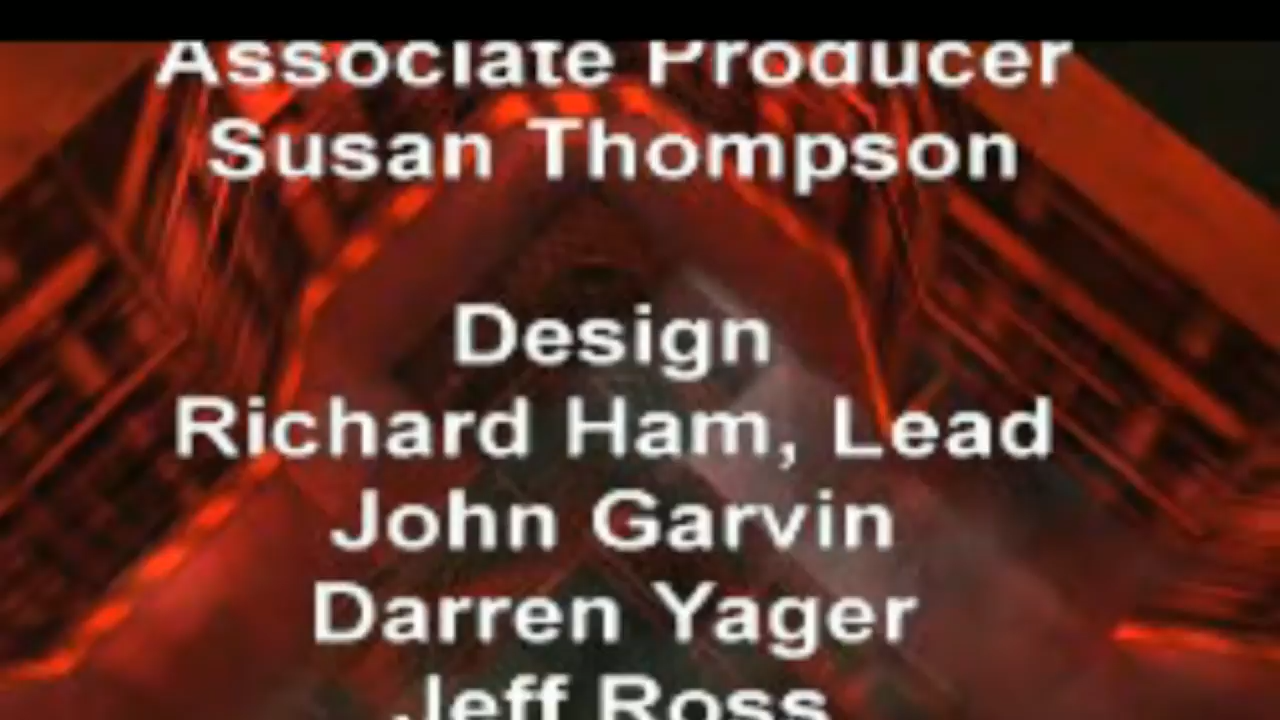 Associate Producer
Susan Thompson
Design
Richard Ham, Lead
John Garvin
Darren Yager
Jeff Ross